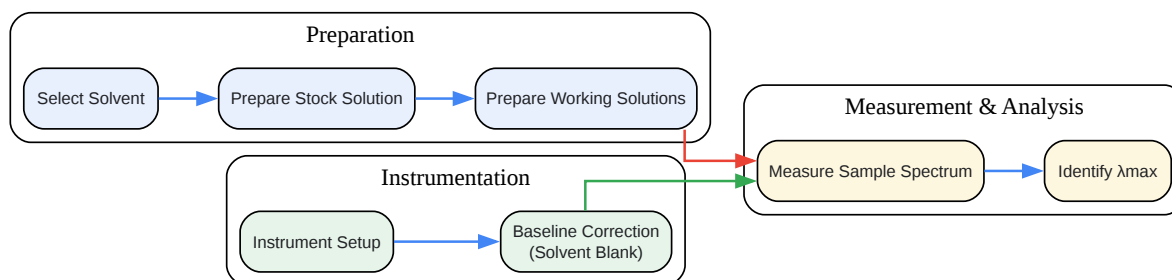 Preparation
Select Solvent
Prepare Stock Solution
Prepare Working Solutions
Instrumentation
Instrument Setup
Baseline Correction
(Solvent Blank)
Measurement & Analysis
Measure Sample Spectrum
Identify λmax